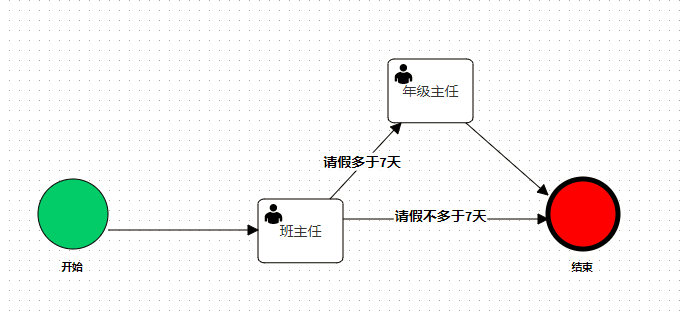 年级主任
请假多于7天
班主任
请假不多于7天
开始
结束